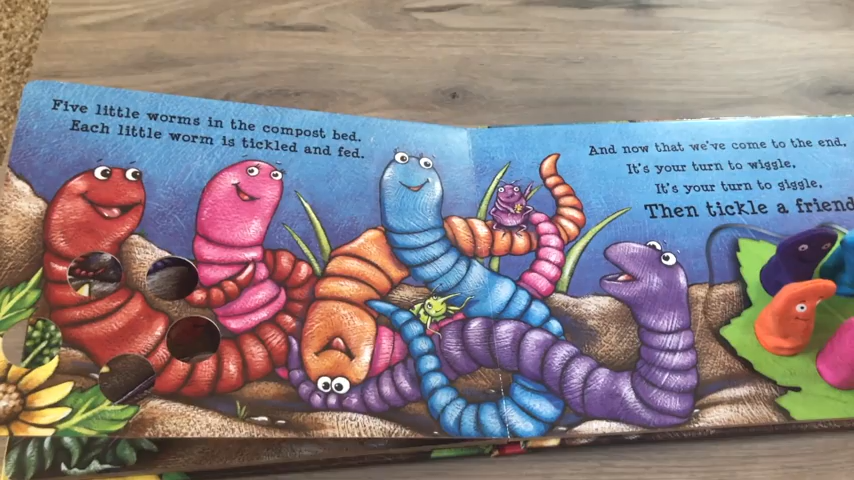 Five little worms in the compost bed.
Each little worm is tickled and fed.
And now that we've come to the end,
It's your turn to wiggle,
It's your turn to giggle,
Then tickle a friend